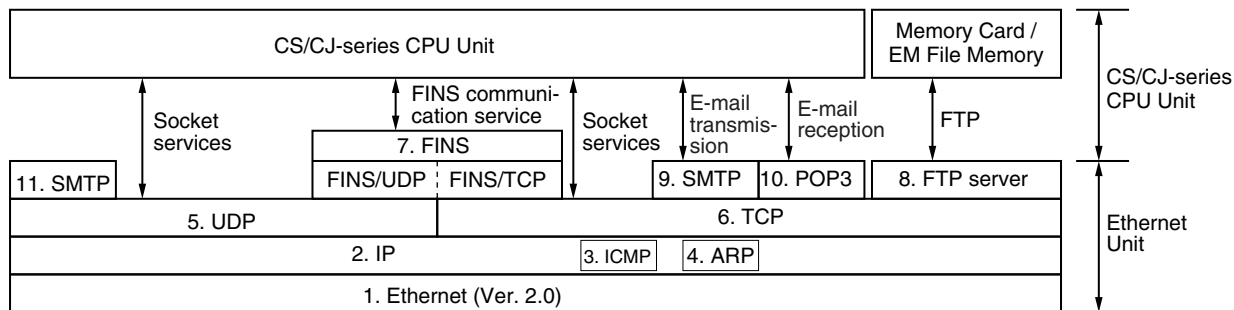 CS/CJ-series CPU Unit
Memory Card /
EM File Memory
CS/CJ-series
CPU Unit
Socket
services
FINS communi-
cation service
Socket
services
E-mail
transmis-
sion
E-mail
reception
FTP
7. FINS
11. SMTP
FINS/UDP
FINS/TCP
9. SMTP
10. POP3
8. FTP server
5. UDP
6. TCP
Ethernet
Unit
2. IP
3. ICMP
4. ARP
1. Ethernet (Ver. 2.0)